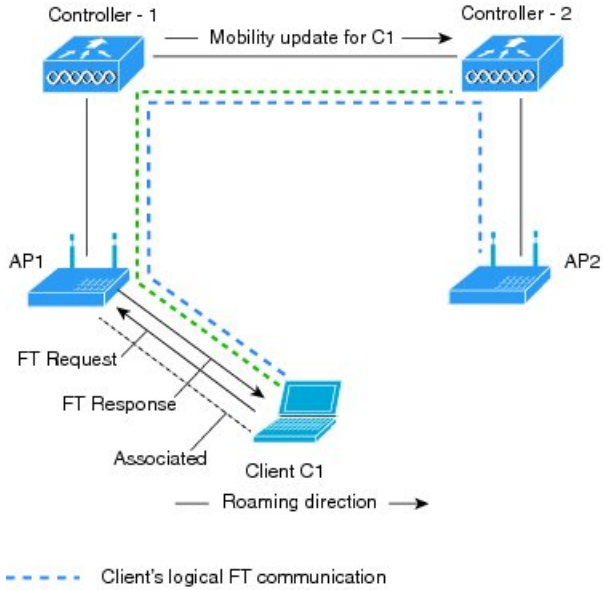 Controller - 1
Controller - 2
Mobility update for C1
AP1
AP2
FT Request
FT Response
Associated
Client C1
Roaming direction
Client's logical FT communication